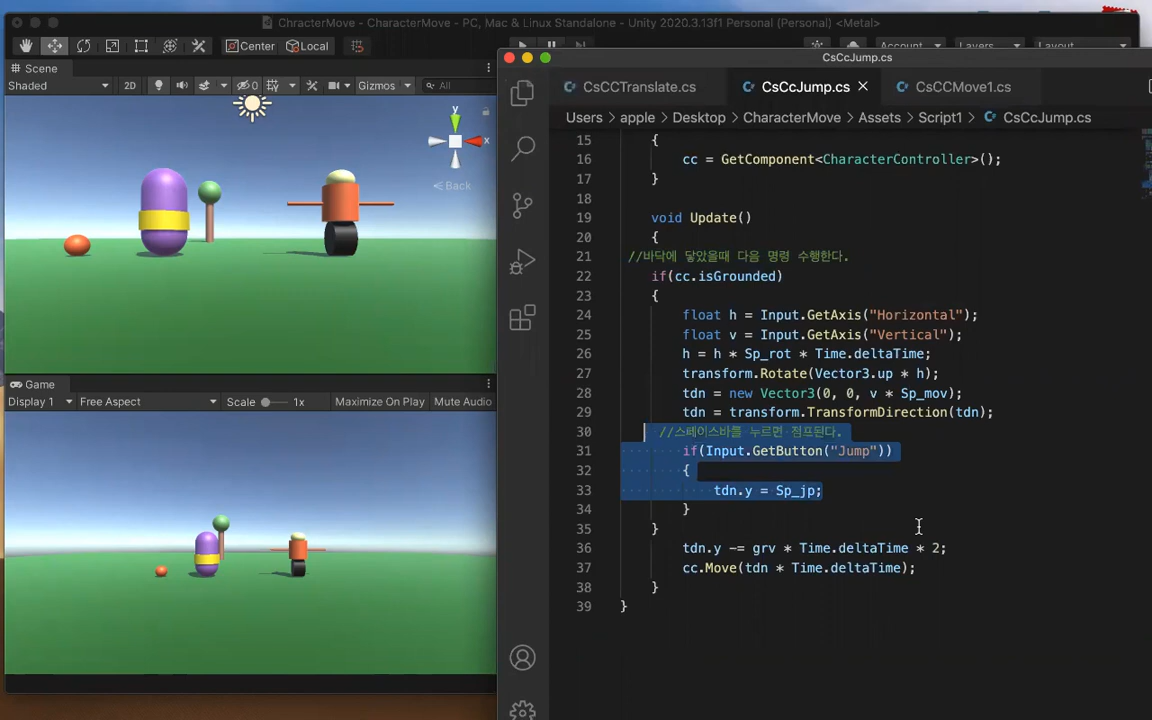 ChracterMove - CharacterMove - PC, Mac & Linux Standalone - Unity 2020.3.13f1 Personal (Personal) <Metal>
Center
Local
Account
Layers
Layout
Scene
Shaded
2D
0
Gizmos
All
y
x
Back
Game
Display 1
Free Aspect
Scale
1x
Maximize On Play
Mute Audio
CsCcJump.cs
CsCCTranslate.cs
CsCcJump.cs
CsCCMove1.cs
Users > apple > Desktop > CharacterMove > Assets > Script1 > CsCcJump.cs
15 {
16 cc = GetComponent<CharacterController>();
17 }
18
19 void Update()
20 {
21 //바닥에 닿았을때 다음 명령 수행한다.
22 if(cc.isGrounded)
23 {
24 float h = Input.GetAxis("Horizontal");
25 float v = Input.GetAxis("Vertical");
26 h = h * Sp_rot * Time.deltaTime;
27 transform.Rotate(Vector3.up * h);
28 tdn = new Vector3(0, 0, v * Sp_mov);
29 tdn = transform.TransformDirection(tdn);
30 //스페이스바를 누르면 점프된다.
31 if(Input.GetButton("Jump"))
32 {
33 tdn.y = Sp_jp;
34 }
35 }
36 tdn.y -= grv * Time.deltaTime * 2;
37 cc.Move(tdn * Time.deltaTime);
38 }
39 }